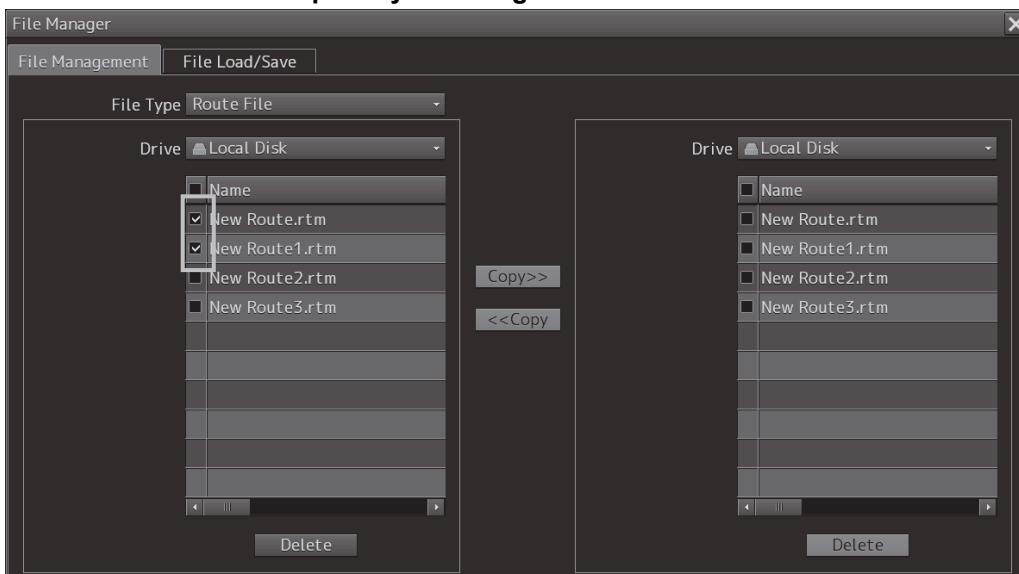 File Manager
File Management File Load/Save
File Type Route File
Drive Local Disk
Name
New Route.rtm
New Route1.rtm
New Route2.rtm
New Route3.rtm
Delete
Copy>>
<<Copy
Drive Local Disk
Name
New Route.rtm
New Route1.rtm
New Route2.rtm
New Route3.rtm
Delete